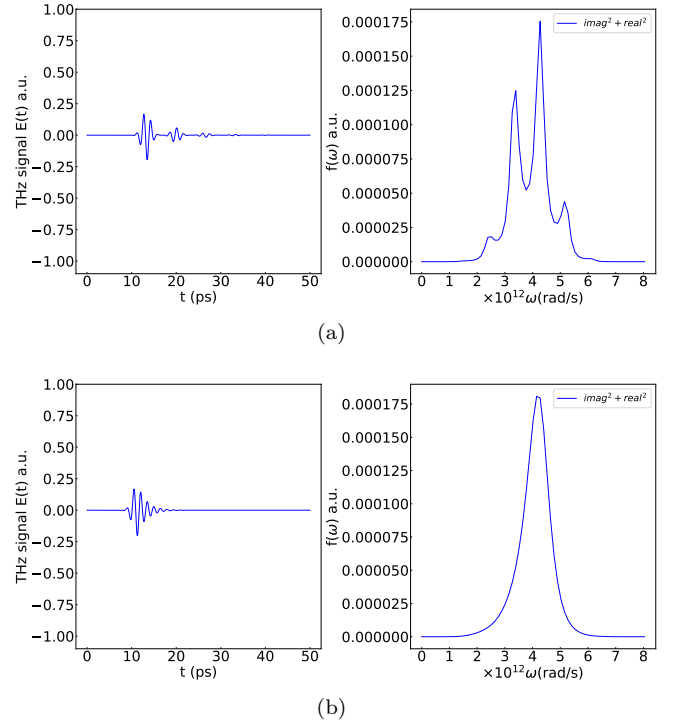 1.00
0.75
0.50
0.25
0.00
−0.25
−0.50
−0.75
−1.00
THz signal E(t) a.u.
0 10 20 30 40 50
t (ps)
imag² + real²
0.000175
0.000150
0.000125
0.000100
0.000075
0.000050
0.000025
0.000000
f(ω) a.u.
0 1 2 3 4 5 6 7 8
×10¹²ω(rad/s)
(a)
1.00
0.75
0.50
0.25
0.00
−0.25
−0.50
−0.75
−1.00
THz signal E(t) a.u.
0 10 20 30 40 50
t (ps)
imag² + real²
0.000175
0.000150
0.000125
0.000100
0.000075
0.000050
0.000025
0.000000
f(ω) a.u.
0 1 2 3 4 5 6 7 8
×10¹²ω(rad/s)
(b)